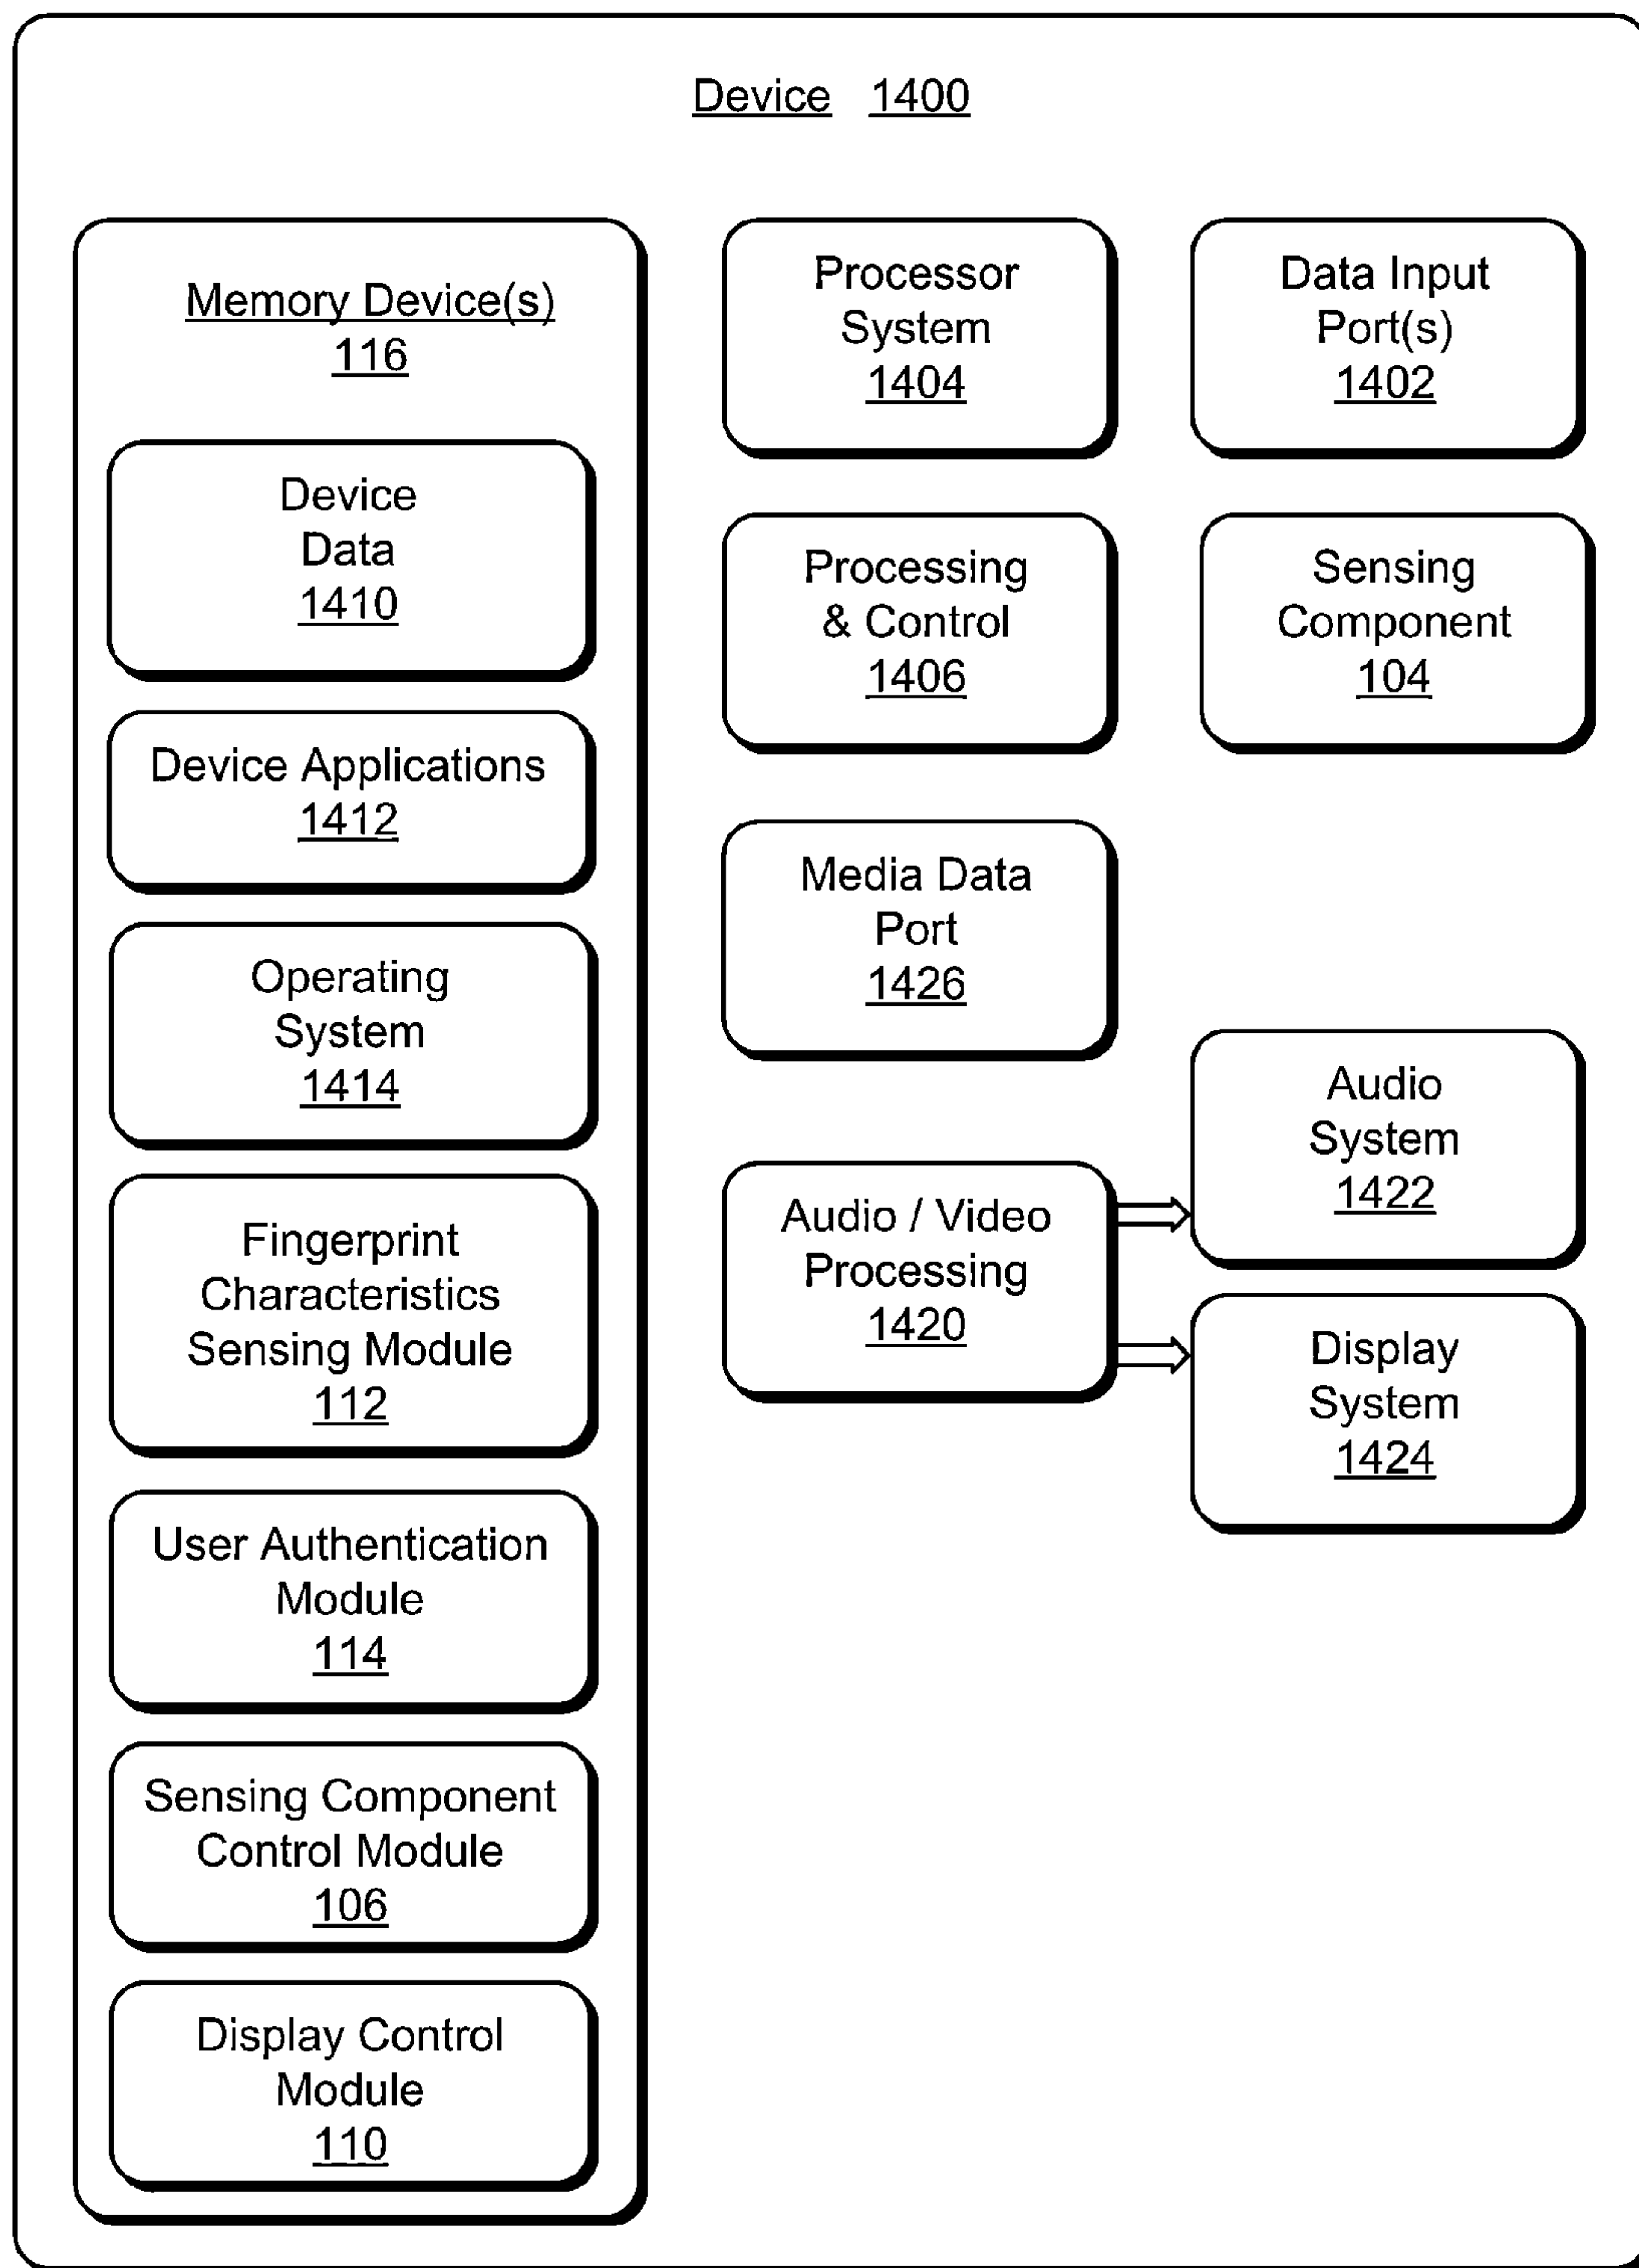 Device 1400
Memory Device(s)
116
Device
Data
1410
Device Applications
1412
Operating
System
1414
Fingerprint
Characteristics
Sensing Module
112
User Authentication
Module
114
Sensing Component
Control Module
106
Display Control
Module
110
Processor
System
1404
Data Input
Port(s)
1402
Processing
& Control
1406
Sensing
Component
104
Media Data
Port
1426
Audio / Video
Processing
1420
Audio
System
1422
Display
System
1424